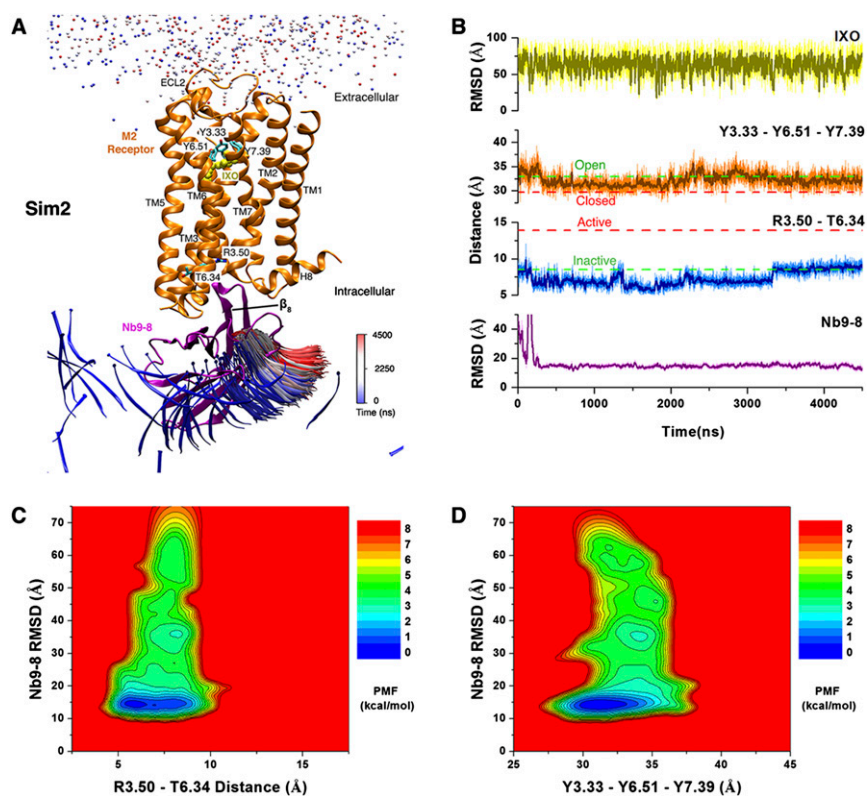 A
ECL2
Extracellular
M2
Receptor
Y3.33
Y6.51
Y7.39
IXO
TM2
TM1
TM5
TM6
TM7
Sim2
TM3
R3.50
T6.34
H8
Intracellular
β8
Nb9-8
4500
2250
0
Time (ns)
B
IXO
RMSD (Å)
100
75
50
25
0
Y3.33 - Y6.51 - Y7.39
Distance (Å)
40
35
30
Open
Closed
R3.50 - T6.34
15
10
5
Active
Inactive
Nb9-8
RMSD (Å)
40
20
0
0 1000 2000 3000 4000
Time(ns)
C
Nb9-8 RMSD (Å)
70
60
50
40
30
20
10
0
5 10 15
R3.50 - T6.34 Distance (Å)
8
7
6
5
4
3
2
1
0
PMF
(kcal/mol)
D
Nb9-8 RMSD (Å)
70
60
50
40
30
20
10
0
25 30 35 40 45
Y3.33 - Y6.51 - Y7.39 (Å)
8
7
6
5
4
3
2
1
0
PMF
(kcal/mol)